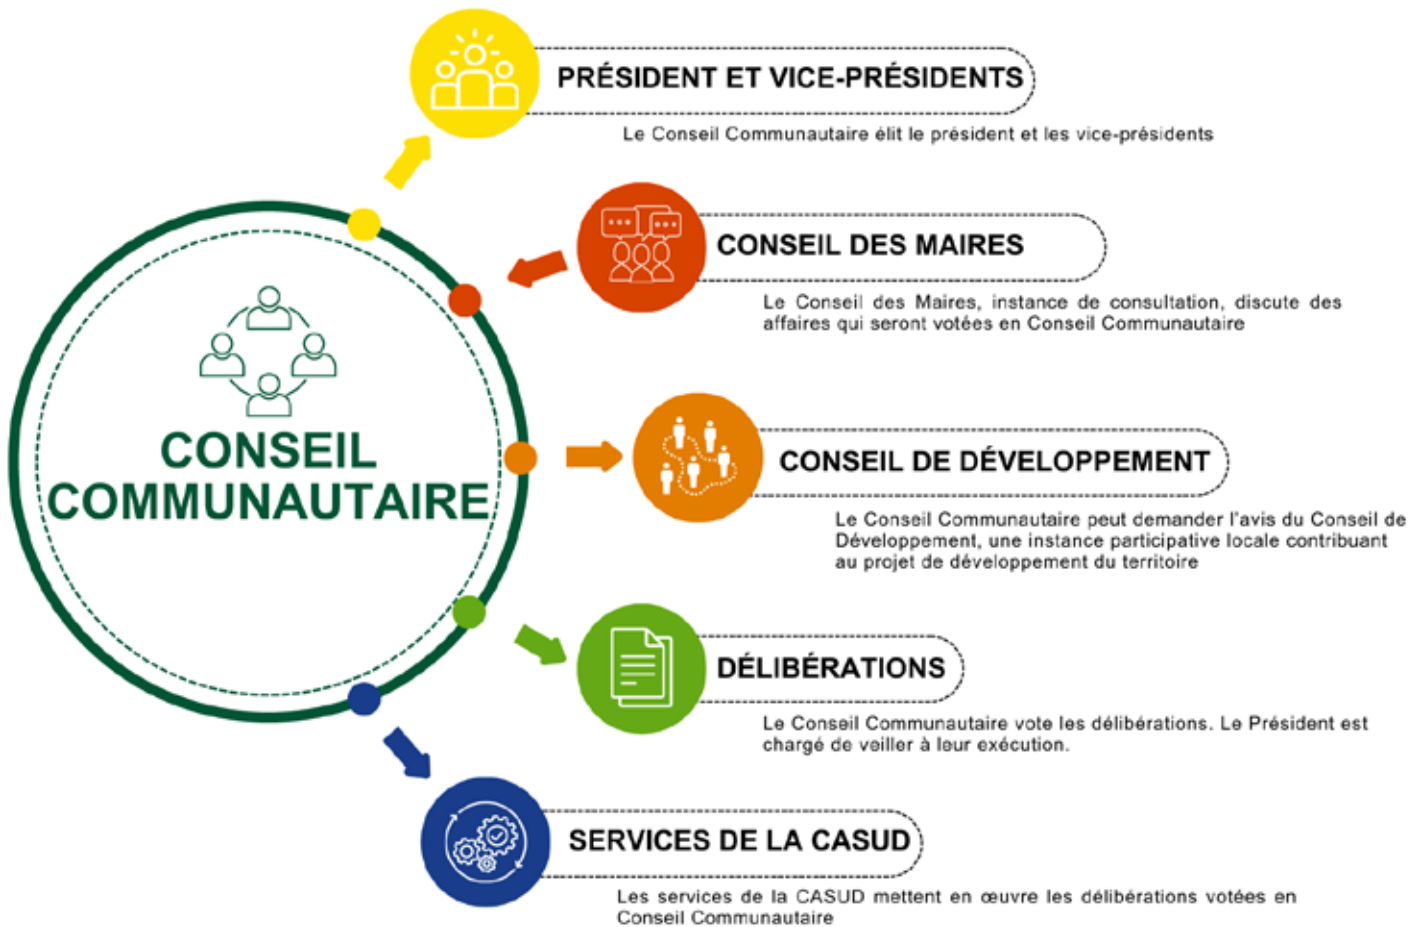 PRÉSIDENT ET VICE-PRÉSIDENTS
Le Conseil Communautaire élit le président et les vice-présidents
CONSEIL DES MAIRES
Le Conseil des Maires, instance de consultation, discute des
affaires qui seront votées en Conseil Communautaire
CONSEIL
COMMUNAUTAIRE
CONSEIL DE DÉVELOPPEMENT
Le Conseil Communautaire peut demander l'avis du Conseil de
Développement, une instance participative locale contribuant
au projet de développement du territoire
DÉLIBÉRATIONS
Le Conseil Communautaire vote les délibérations. Le Président est
chargé de veiller à leur exécution.
SERVICES DE LA CASUD
Les services de la CASUD mettent en œuvre les délibérations votées en
Conseil Communautaire